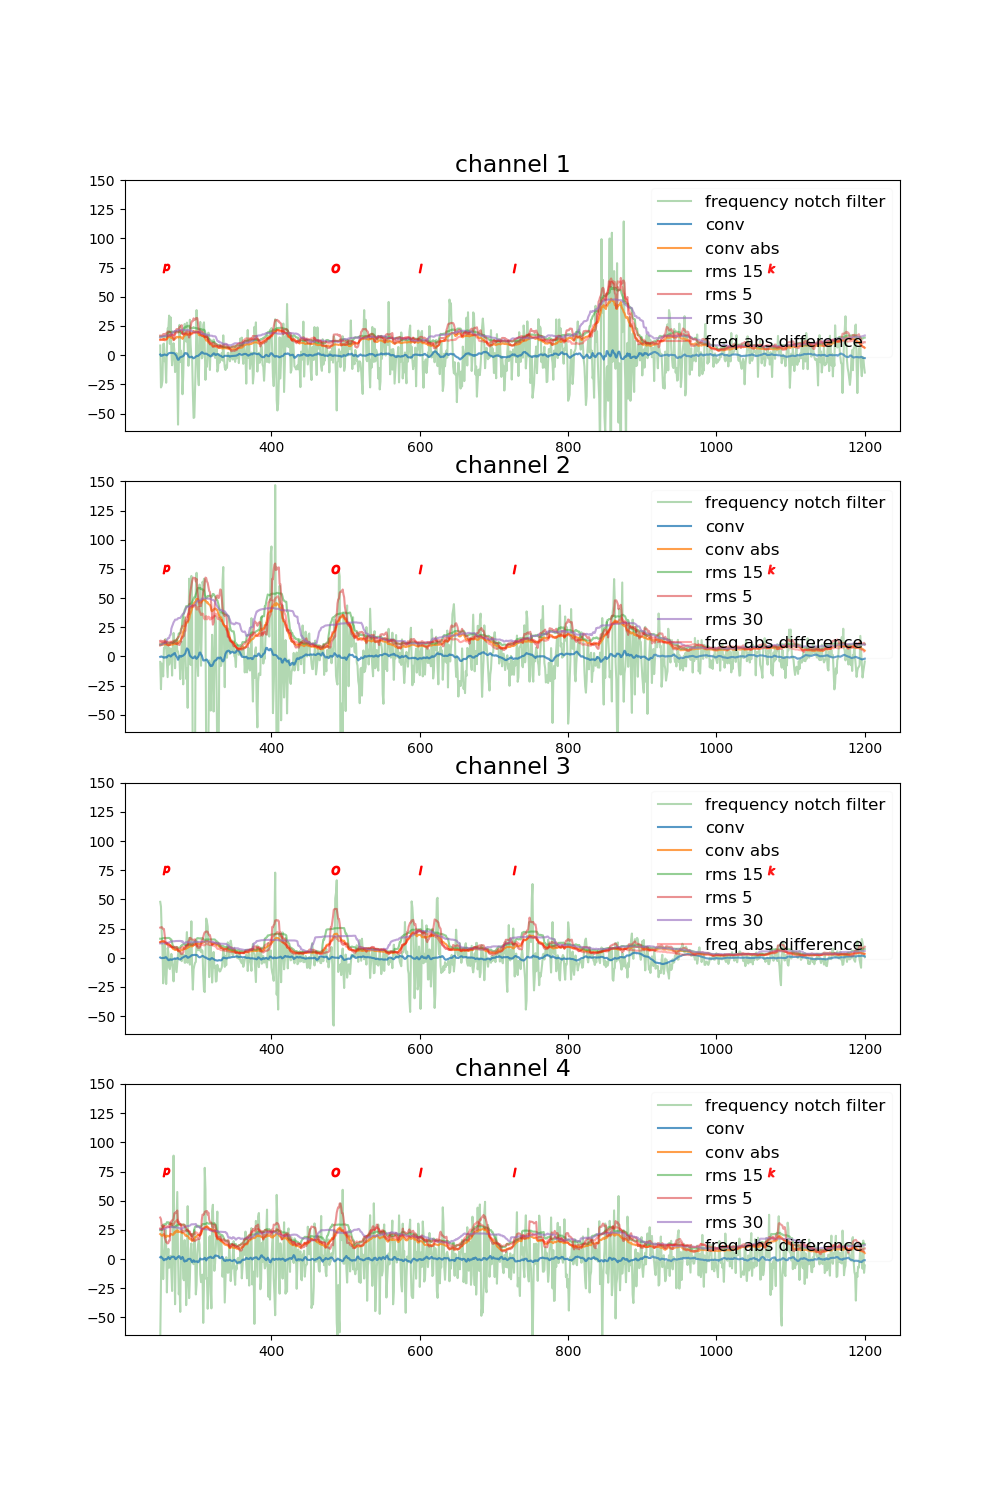 channel 1
150
125
100
75
50
25
0
−25
−50
P O I I k
frequency notch filter
conv
conv abs
rms 15
rms 5
rms 30
freq abs difference
400 600 800 1000 1200
channel 2
150
125
100
75
50
25
0
−25
−50
P O I I k
frequency notch filter
conv
conv abs
rms 15
rms 5
rms 30
freq abs difference
400 600 800 1000 1200
channel 3
150
125
100
75
50
25
0
−25
−50
P O I I k
frequency notch filter
conv
conv abs
rms 15
rms 5
rms 30
freq abs difference
400 600 800 1000 1200
channel 4
150
125
100
75
50
25
0
−25
−50
P O I I k
frequency notch filter
conv
conv abs
rms 15
rms 5
rms 30
freq abs difference
400 600 800 1000 1200